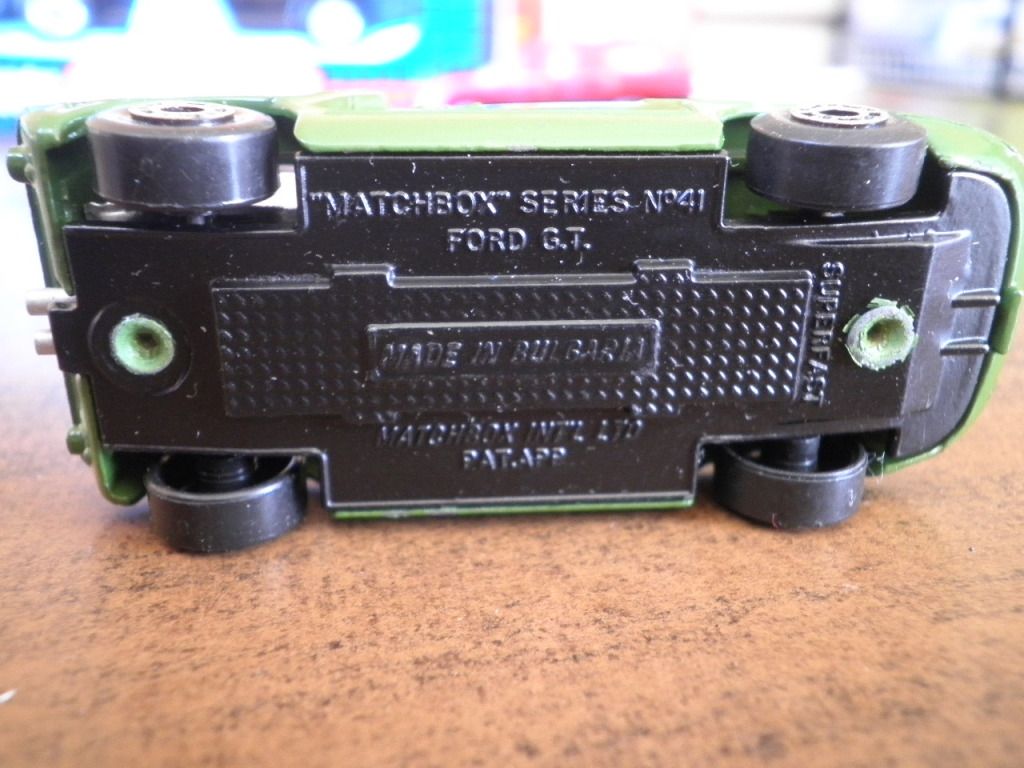 "MATCHBOX" SERIES Nº41
FORD G.T.
SUPERFAST
MADE IN BULGARIA
MATCHBOX INT'L LTD
PAT.APP